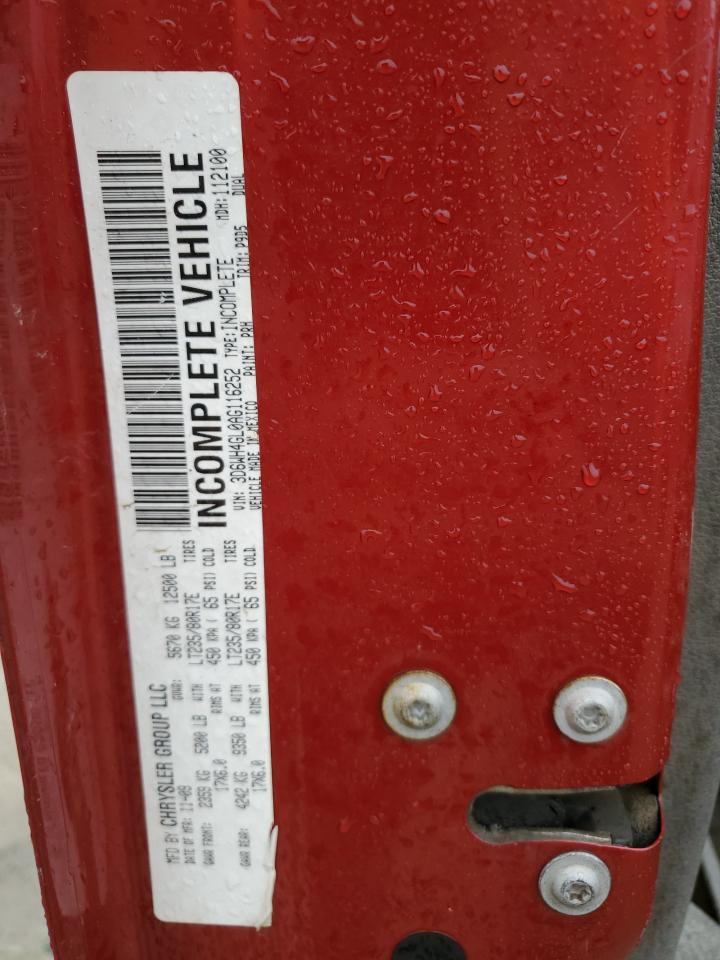 MFD BY CHRYSLER GROUP LLC
DATE OF MFR: 11-09 GVWR: 5670 KG 12500 LB
GAWR FRONT: 2359 KG 5200 LB WITH LT235/80R17E TIRES
17X6.0 RIMS AT 450 KPA ( 65 PSI) COLD
GAWR REAR: 4242 KG 9350 LB WITH LT235/80R17E TIRES
17X6.0 RIMS AT 450 KPA ( 65 PSI) COLD
INCOMPLETE VEHICLE
VIN: 3D6WH4GL0AG116252 TYPE: INCOMPLETE MDH: 112100
VEHICLE MADE IN MEXICO PAINT: PRH TRIM: P9D5 DUAL